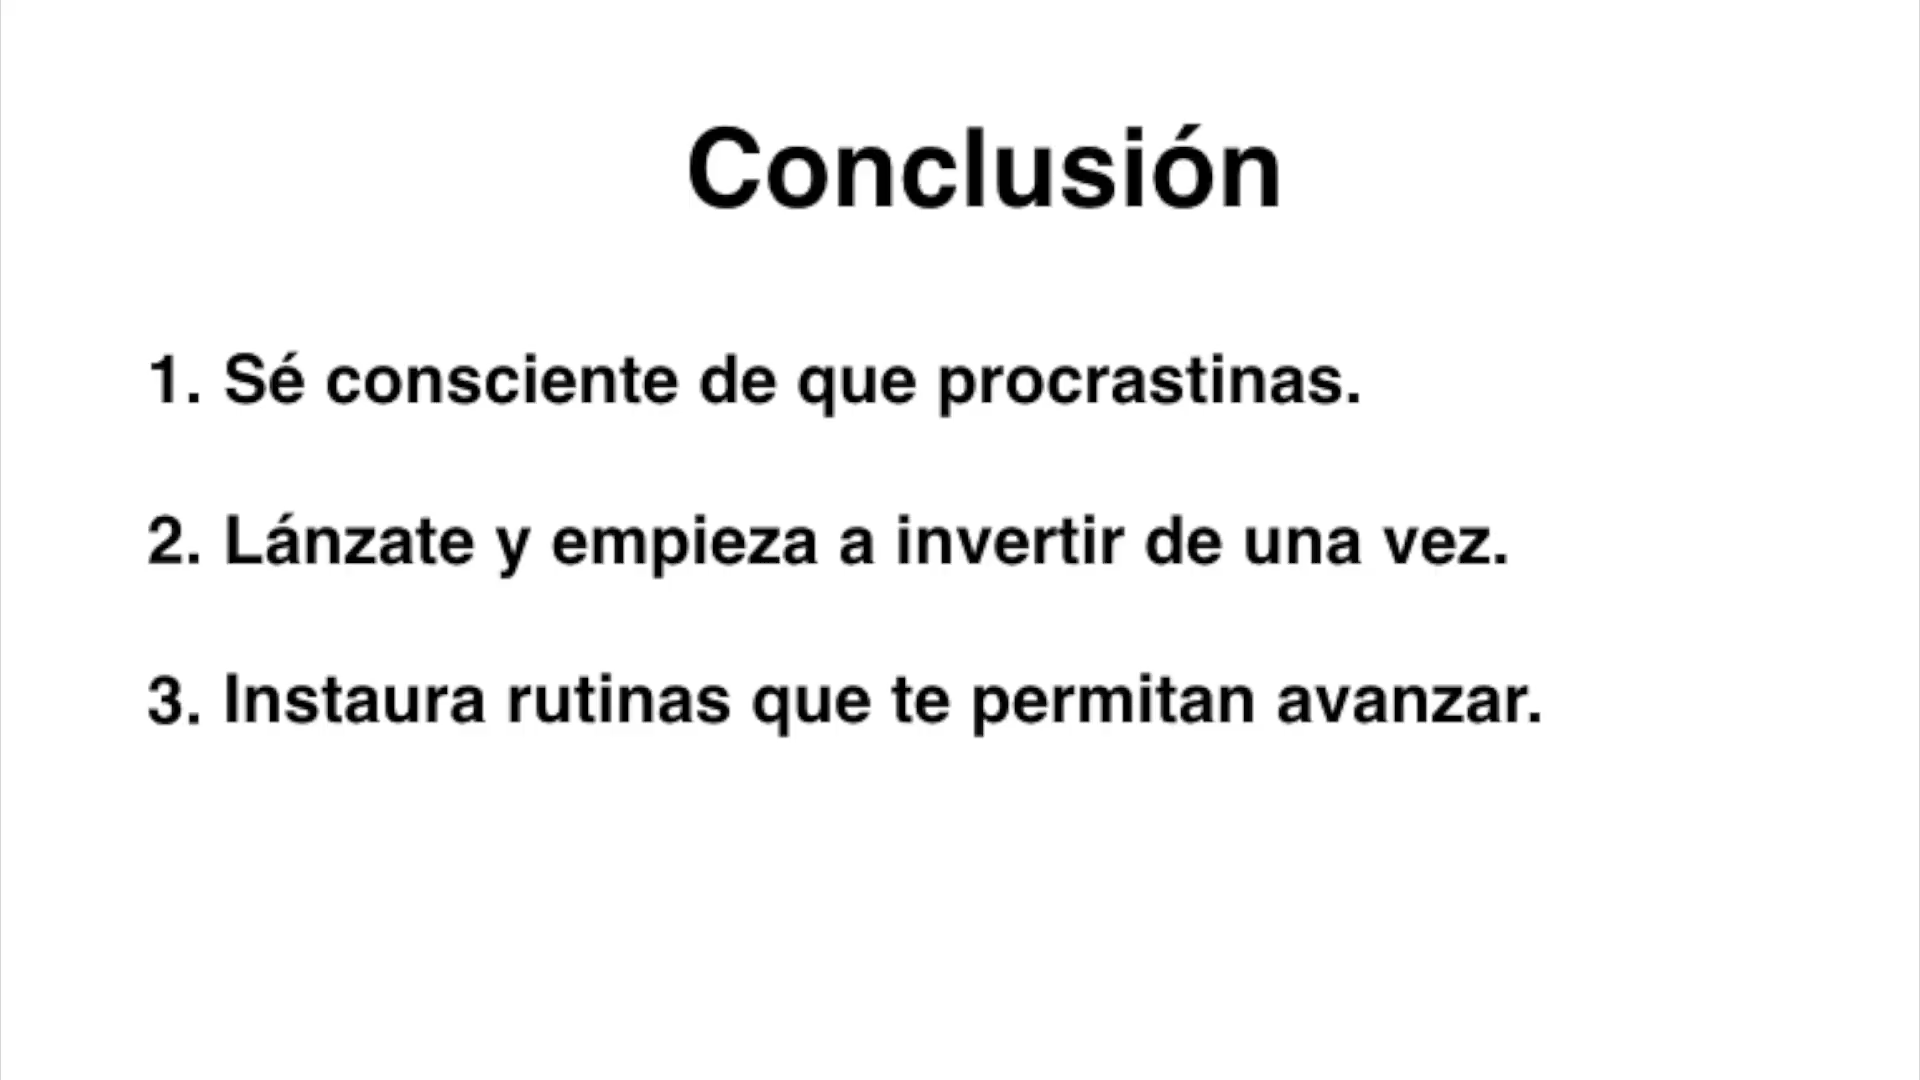 Conclusión
1. Sé consciente de que procrastinas.
2. Lánzate y empieza a invertir de una vez.
3. Instaura rutinas que te permitan avanzar.